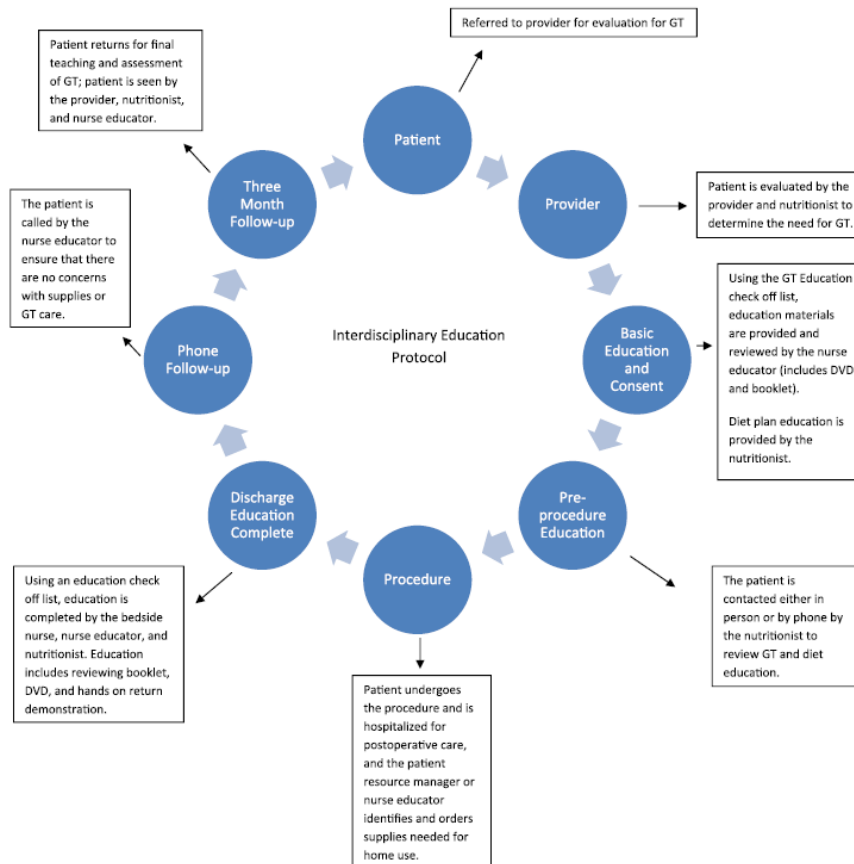 Referred to provider for evaluation for GT
Patient
Provider
Patient is evaluated by the
provider and nutritionist to
determine the need for GT.
Basic
Education
and
Consent
Using the GT Education
check off list,
education materials
are provided and
reviewed by the nurse
educator (includes DVD
and booklet).
Diet plan education is
provided by the
nutritionist.
Pre-
procedure
Education
The patient is
contacted either in
person or by phone by
the nutritionist to
review GT and diet
education.
Procedure
Patient undergoes
the procedure and is
hospitalized for
postoperative care,
and the patient
resource manager or
nurse educator
identifies and orders
supplies needed for
home use.
Discharge
Education
Complete
Using an education check
off list, education is
completed by the bedside
nurse, nurse educator, and
nutritionist. Education
includes reviewing booklet,
DVD, and hands on return
demonstration.
Phone
Follow-up
The patient is
called by the
nurse educator to
ensure that there
are no concerns
with supplies or
GT care.
Three
Month
Follow-up
Patient returns for final
teaching and assessment
of GT; patient is seen by
the provider, nutritionist,
and nurse educator.
Interdisciplinary Education
Protocol